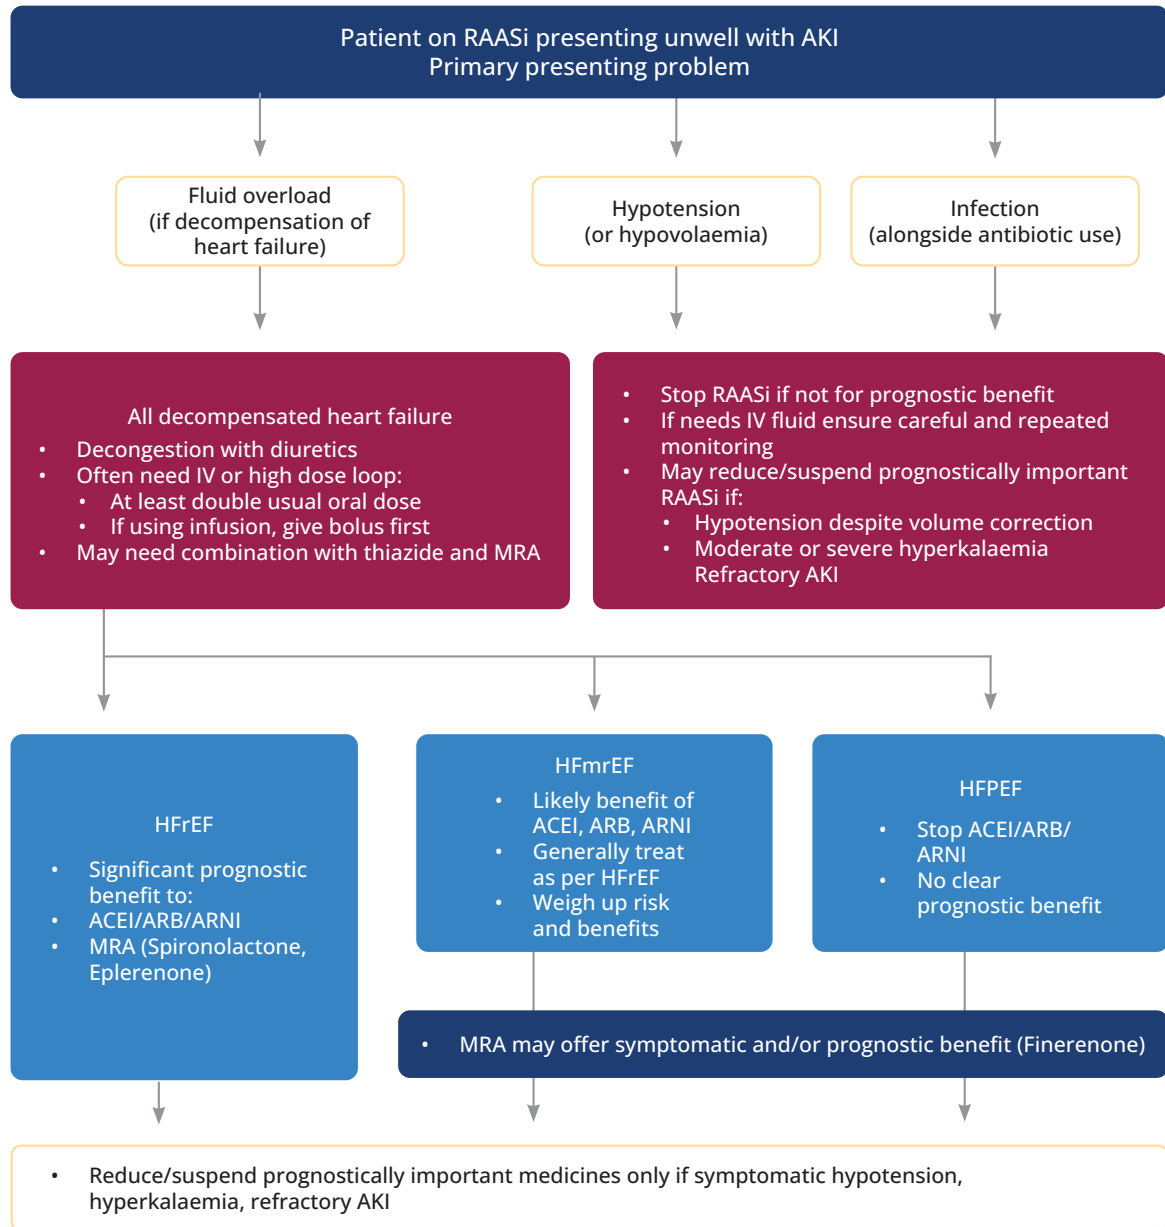 Patient on RAASi presenting unwell with AKI
Primary presenting problem
Fluid overload
(if decompensation of
heart failure)
Hypotension
(or hypovolaemia)
Infection
(alongside antibiotic use)
All decompensated heart failure
• Decongestion with diuretics
• Often need IV or high dose loop:
• At least double usual oral dose
• If using infusion, give bolus first
• May need combination with thiazide and MRA
• Stop RAASi if not for prognostic benefit
• If needs IV fluid ensure careful and repeated
monitoring
• May reduce/suspend prognostically important
RAASi if:
• Hypotension despite volume correction
• Moderate or severe hyperkalaemia
Refractory AKI
HFrEF
• Significant prognostic
benefit to:
• ACEI/ARB/ARNI
• MRA (Spironolactone,
Eplerenone)
HFmrEF
• Likely benefit of
ACEI, ARB, ARNI
• Generally treat
as per HFrEF
• Weigh up risk
and benefits
HFPEF
• Stop ACEI/ARB/
ARNI
• No clear
prognostic benefit
• MRA may offer symptomatic and/or prognostic benefit (Finerenone)
• Reduce/suspend prognostically important medicines only if symptomatic hypotension,
hyperkalaemia, refractory AKI